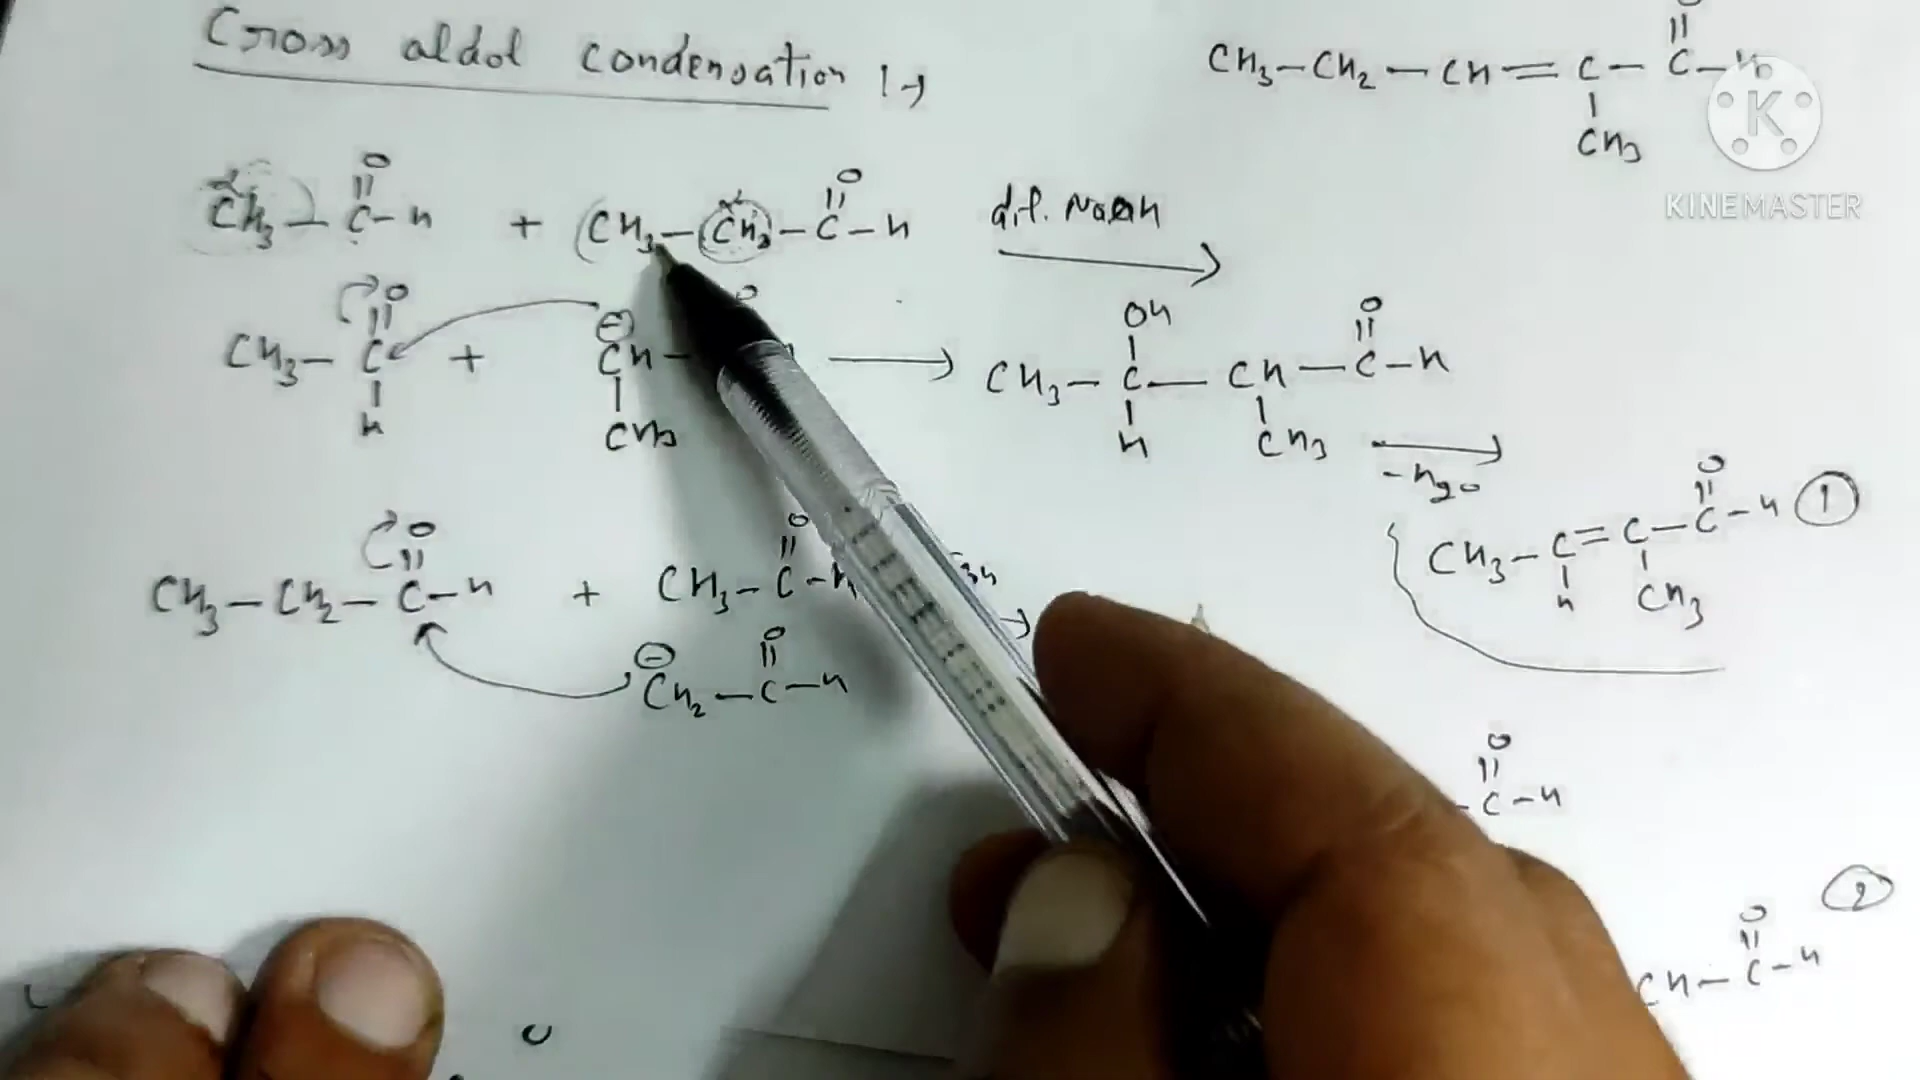 Cross aldol condensation :→
CH3–CH2–CH=C–C–H
O
||
CH3
KINEMASTER
α O α O
CH3–C–H + CH3–CH2–C–H dil. NaOH →
O ⊖ OH O
CH3–C + CH– → CH3–C–CH–C–H
H CH3 H CH3 –H2O →
O
CH3–C=C–C–H 1
H CH3
O O
CH3–CH2–C–H + CH3–C–H
⊖ O
CH2–C–H
O
–C–H
O 2
CH–C–H